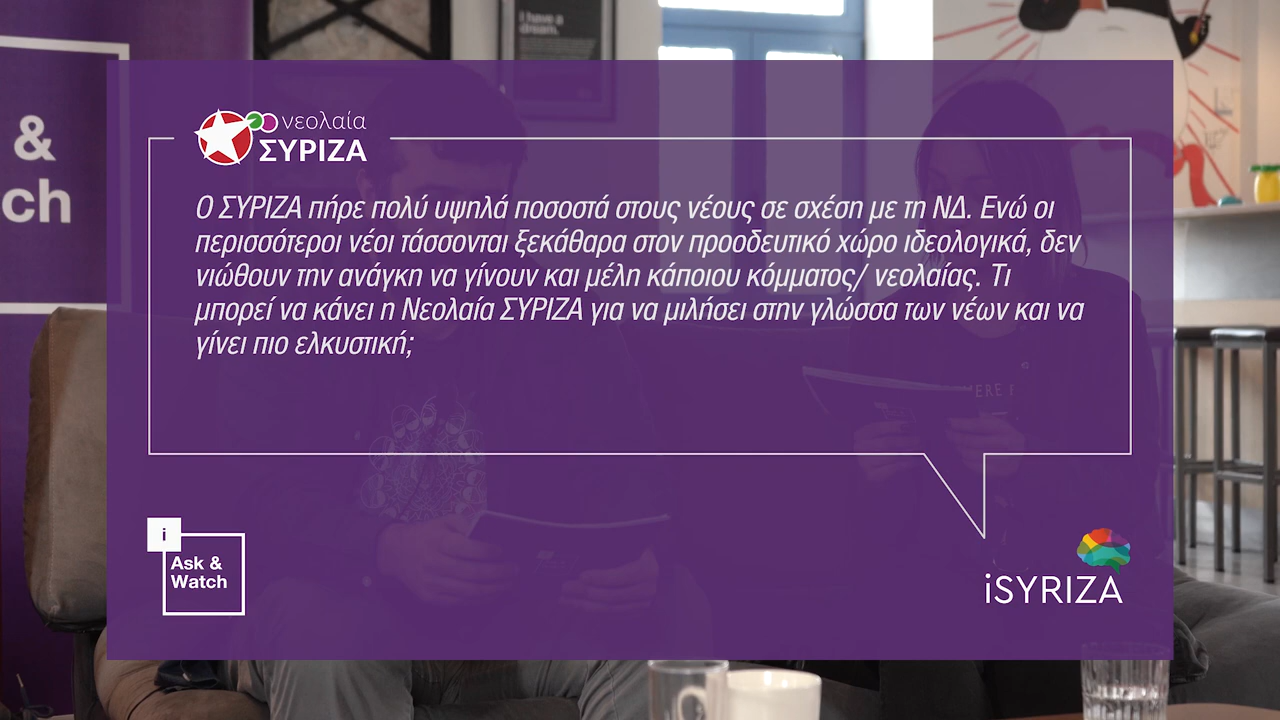 I have a
dream.
&
ch
νεολαία
ΣΥΡΙΖΑ
Ο ΣΥΡΙΖΑ πήρε πολύ υψηλά ποσοστά στους νέους σε σχέση με τη ΝΔ. Ενώ οι
περισσότεροι νέοι τάσσονται ξεκάθαρα στον προοδευτικό χώρο ιδεολογικά, δεν
νιώθουν την ανάγκη να γίνουν και μέλη κάποιου κόμματος/ νεολαίας. Τι
μπορεί να κάνει η Νεολαία ΣΥΡΙΖΑ για να μιλήσει στην γλώσσα των νέων και να
γίνει πιο ελκυστική;
i
Ask &
Watch
iSYRIZA